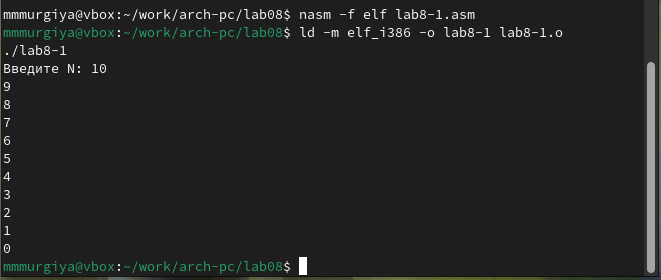 mmmurgiya@vbox:~/work/arch-pc/lab08$ nasm -f elf lab8-1.asm
mmmurgiya@vbox:~/work/arch-pc/lab08$ ld -m elf_i386 -o lab8-1 lab8-1.o
./lab8-1
Введите N: 10
9
8
7
6
5
4
3
2
1
0
mmmurgiya@vbox:~/work/arch-pc/lab08$